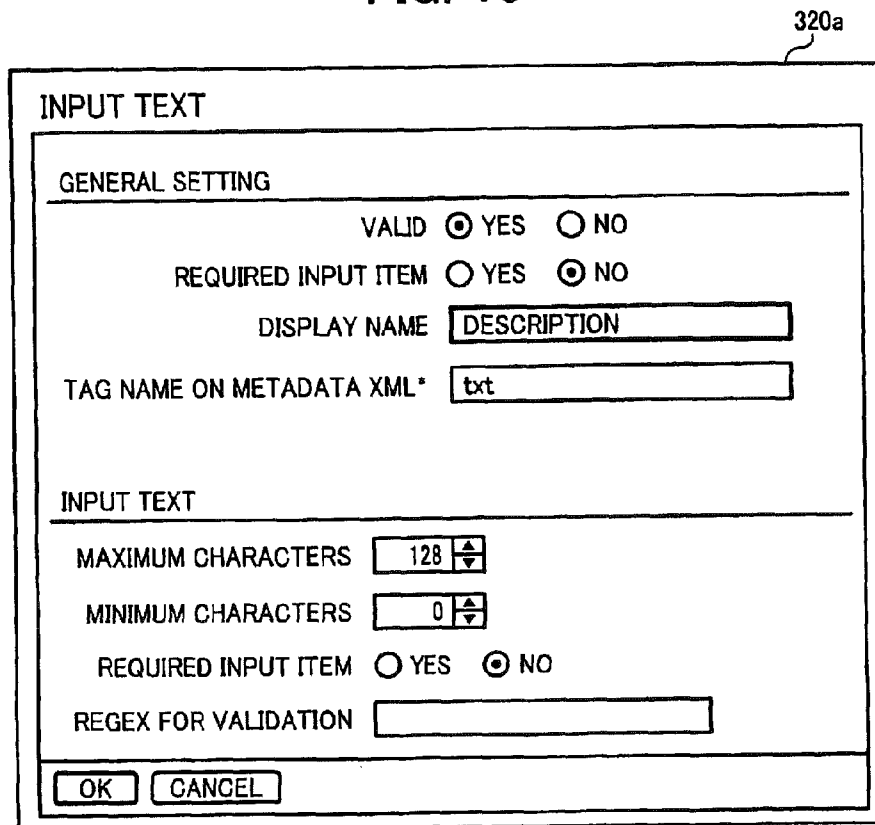 320a
INPUT TEXT
GENERAL SETTING
VALID YES NO
REQUIRED INPUT ITEM YES NO
DISPLAY NAME DESCRIPTION
TAG NAME ON METADATA XML* txt
INPUT TEXT
MAXIMUM CHARACTERS 128
MINIMUM CHARACTERS 0
REQUIRED INPUT ITEM YES NO
REGEX FOR VALIDATION
OK CANCEL